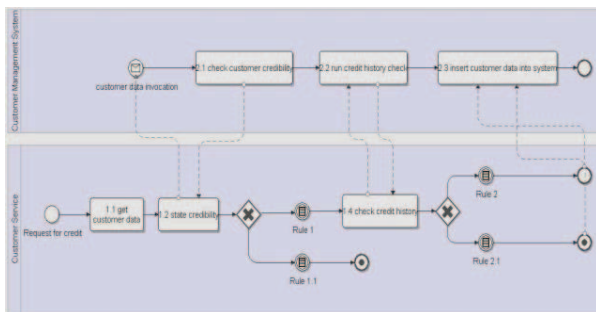 Customer Management System
customer data invocation
2.1 check customer credibility
2.2 run credit history check
2.3 insert customer data into system
Customer Service
Request for credit
1.1 get
customer data
1.2 state credibility
Rule 1
Rule 1.1
1.4 check credit history
Rule 2
Rule 2.1